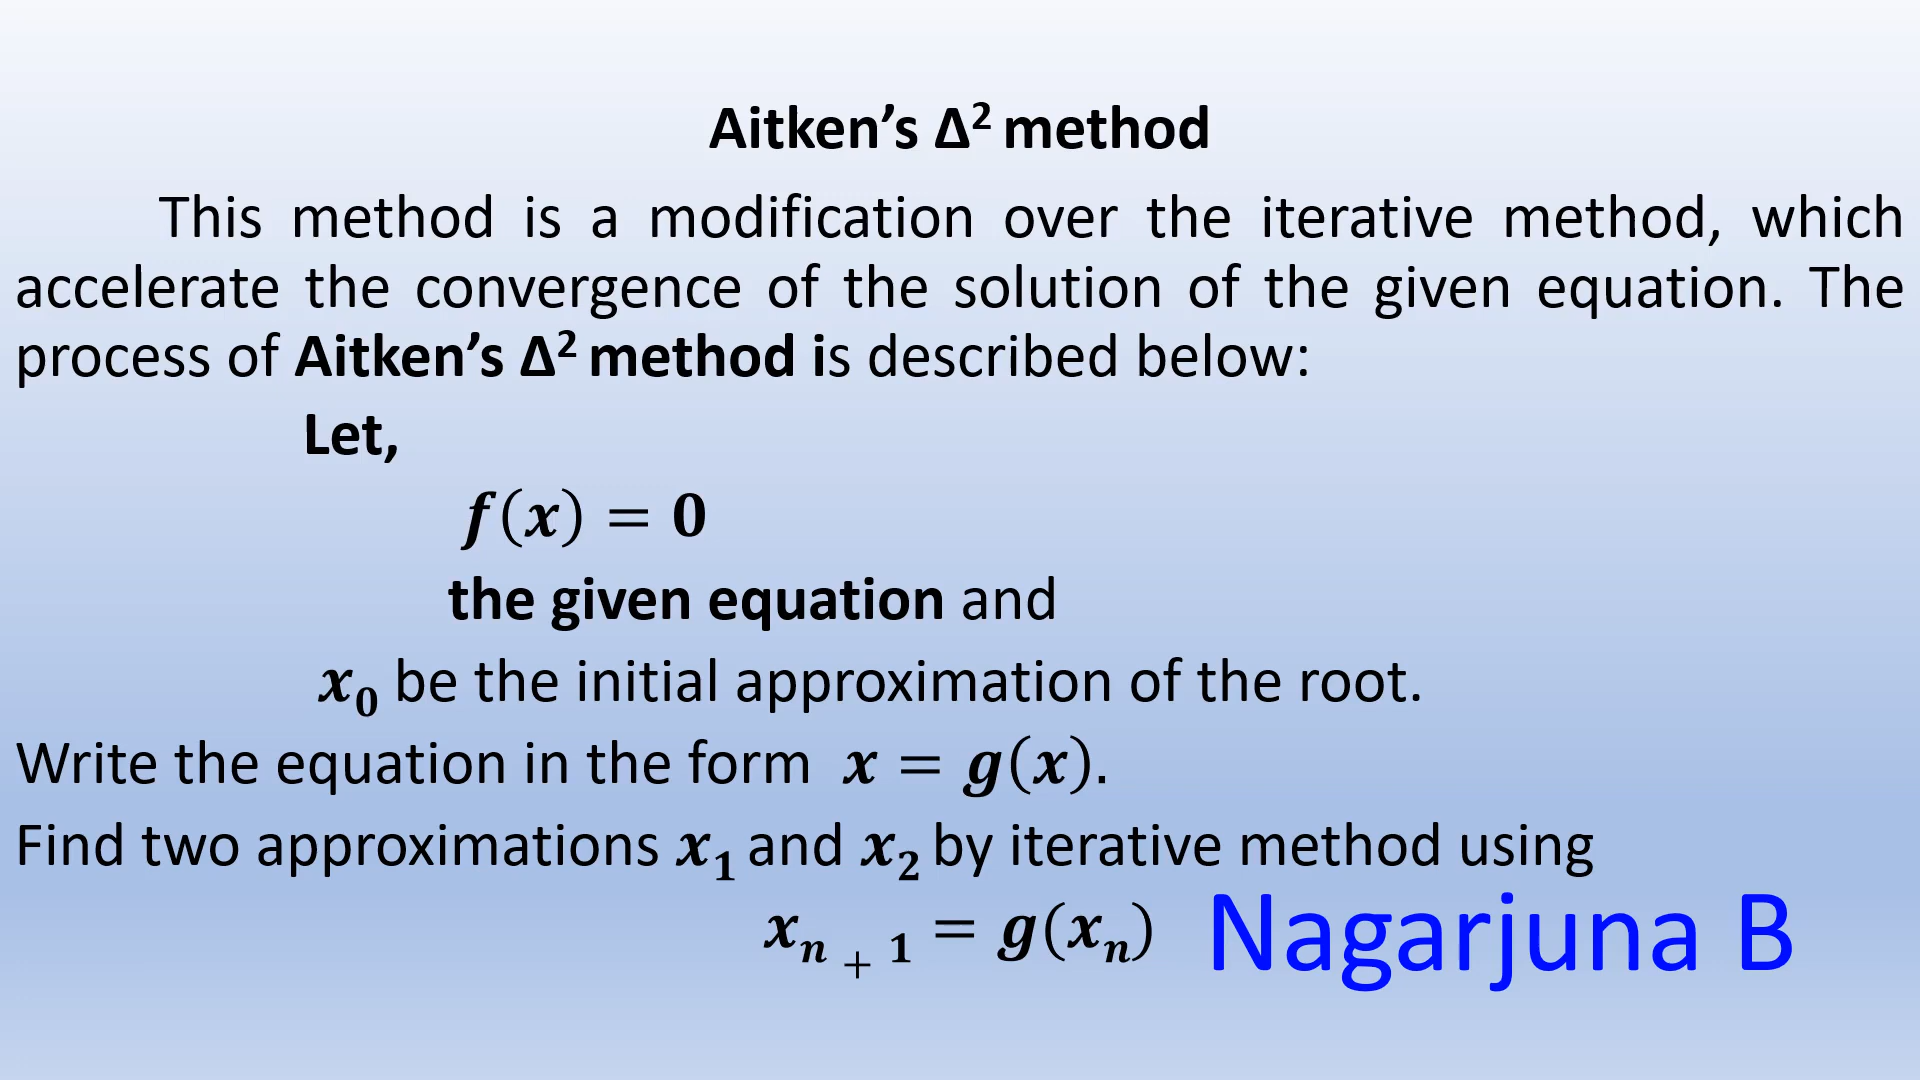 Aitken’s Δ² method
This method is a modification over the iterative method, which
accelerate the convergence of the solution of the given equation. The
process of Aitken’s Δ² method is described below:
Let,
f(x) = 0
the given equation and
x₀ be the initial approximation of the root.
Write the equation in the form x = g(x).
Find two approximations x₁ and x₂ by iterative method using
xₙ ₊ ₁ = g(xₙ)
Nagarjuna B